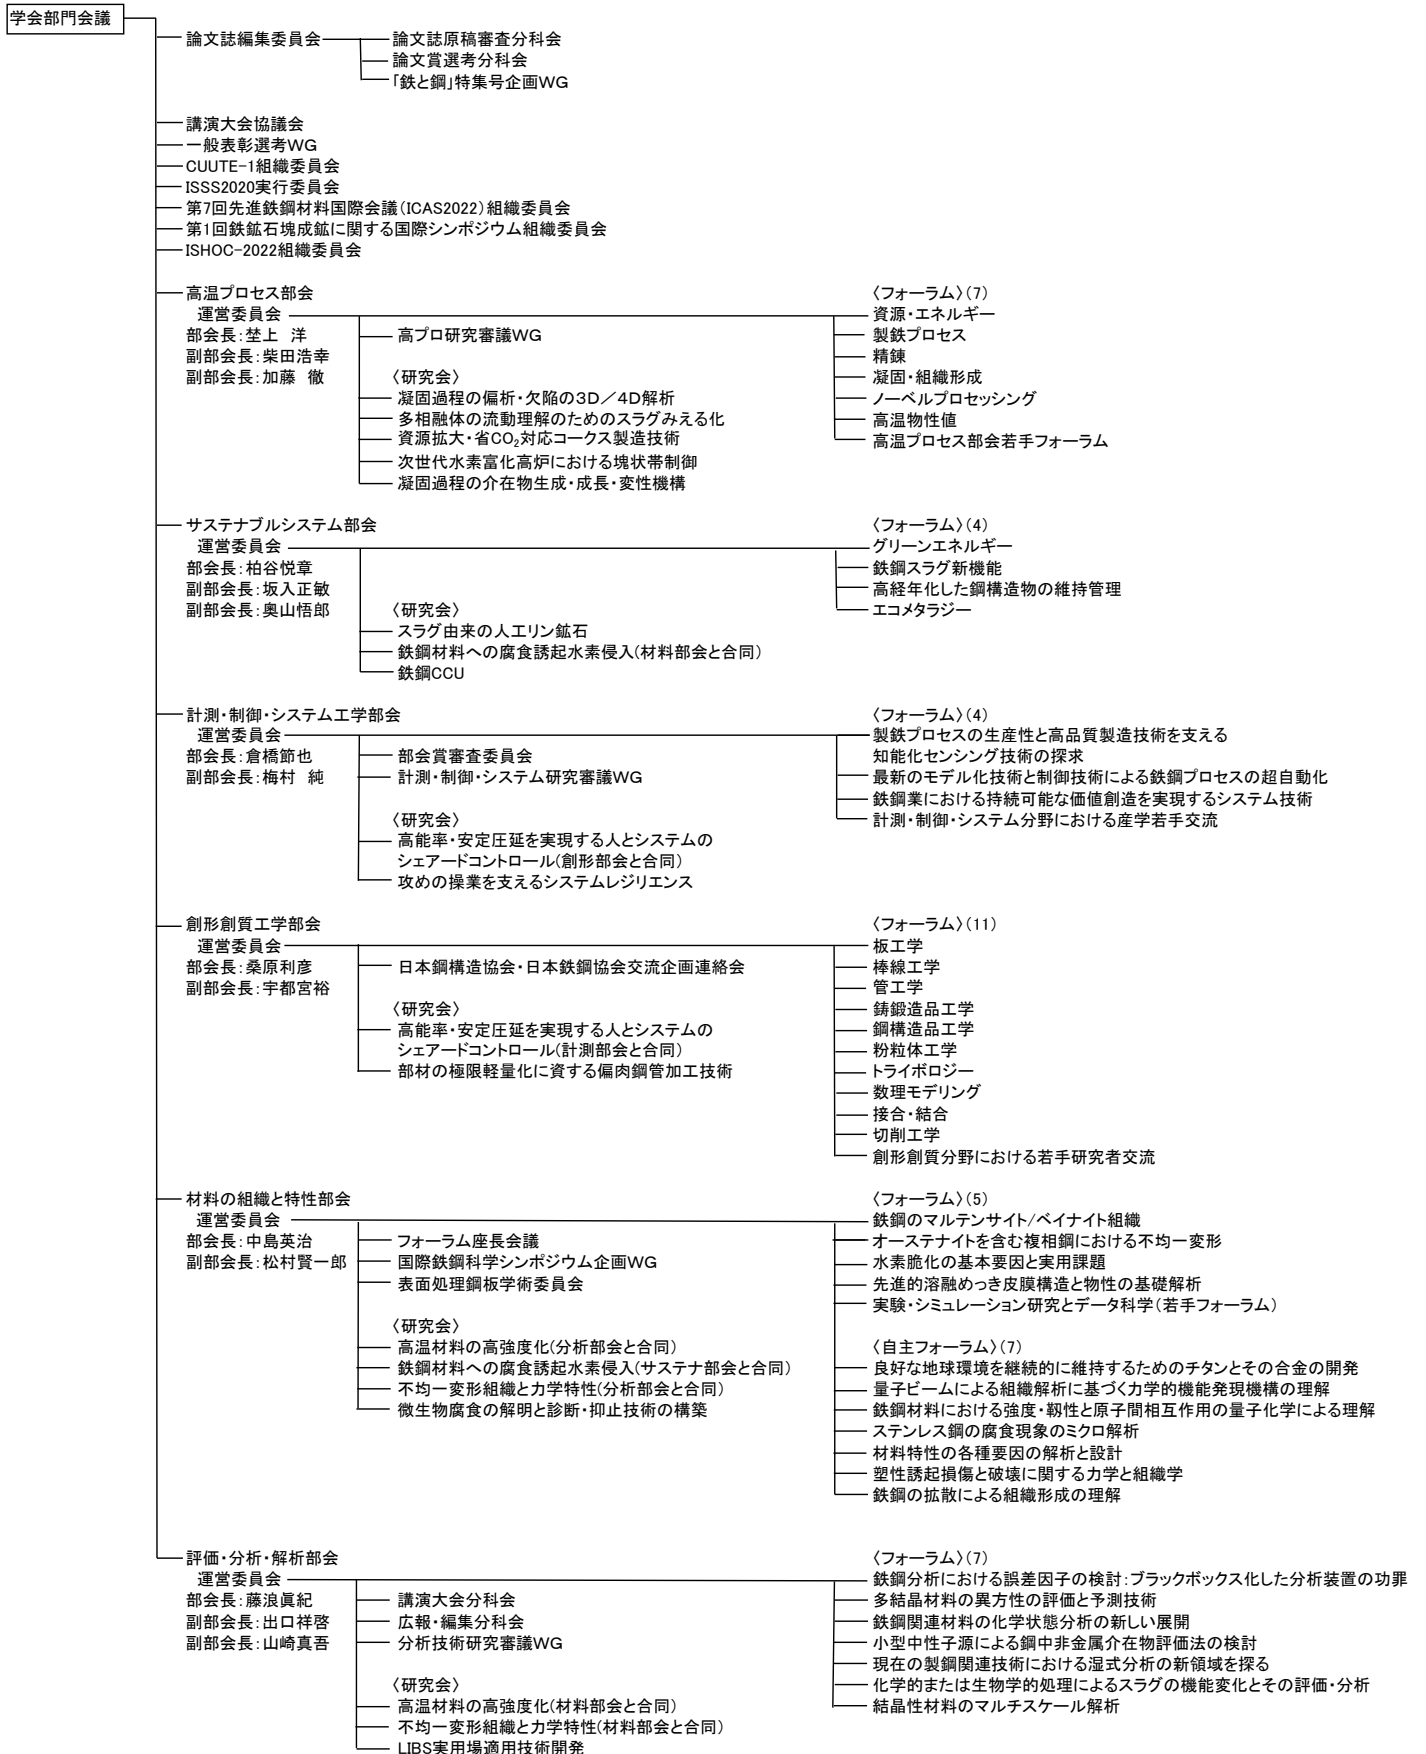 学会部門会議
論文誌編集委員会
論文誌原稿審査分科会
論文賞選考分科会
「鉄と鋼」特集号企画WG
講演大会協議会
一般表彰選考WG
CUUTE-1組織委員会
ISSS2020実行委員会
第7回先進鉄鋼材料国際会議(ICAS2022)組織委員会
第1回鉄鉱石塊成鉱に関する国際シンポジウム組織委員会
ISHOC-2022組織委員会
高温プロセス部会
運営委員会
部会長:埜上 洋
副部会長:柴田浩幸
副部会長:加藤 徹
高プロ研究審議WG
〈研究会〉
凝固過程の偏析・欠陥の3D/4D解析
多相融体の流動理解のためのスラグみえる化
資源拡大・省CO₂対応コークス製造技術
次世代水素富化高炉における塊状帯制御
凝固過程の介在物生成・成長・変性機構
〈フォーラム〉(7)
資源・エネルギー
製鉄プロセス
精錬
凝固・組織形成
ノーベルプロセッシング
高温物性値
高温プロセス部会若手フォーラム
サステナブルシステム部会
運営委員会
部会長:柏谷悦章
副部会長:坂入正敏
副部会長:奥山悟郎
〈研究会〉
スラグ由来の人工リン鉱石
鉄鋼材料への腐食誘起水素侵入(材料部会と合同)
鉄鋼CCU
〈フォーラム〉(4)
グリーンエネルギー
鉄鋼スラグ新機能
高経年化した鋼構造物の維持管理
エコメタラジー
計測・制御・システム工学部会
運営委員会
部会長:倉橋節也
副部会長:梅村 純
部会賞審査委員会
計測・制御・システム研究審議WG
〈研究会〉
高能率・安定圧延を実現する人とシステムの
シェアードコントロール(創形部会と合同)
攻めの操業を支えるシステムレジリエンス
〈フォーラム〉(4)
製鉄プロセスの生産性と高品質製造技術を支える
知能化センシング技術の探求
最新のモデル化技術と制御技術による鉄鋼プロセスの超自動化
鉄鋼業における持続可能な価値創造を実現するシステム技術
計測・制御・システム分野における産学若手交流
創形創質工学部会
運営委員会
部会長:桑原利彦
副部会長:宇都宮裕
日本鋼構造協会・日本鉄鋼協会交流企画連絡会
〈研究会〉
高能率・安定圧延を実現する人とシステムの
シェアードコントロール(計測部会と合同)
部材の極限軽量化に資する偏肉鋼管加工技術
〈フォーラム〉(11)
板工学
棒線工学
管工学
鋳鍛造品工学
鋼構造品工学
粉粒体工学
トライボロジー
数理モデリング
接合・結合
切削工学
創形創質分野における若手研究者交流
材料の組織と特性部会
運営委員会
部会長:中島英治
副部会長:松村賢一郎
フォーラム座長会議
国際鉄鋼科学シンポジウム企画WG
表面処理鋼板学術委員会
〈研究会〉
高温材料の高強度化(分析部会と合同)
鉄鋼材料への腐食誘起水素侵入(サステナ部会と合同)
不均一変形組織と力学特性(分析部会と合同)
微生物腐食の解明と診断・抑止技術の構築
〈フォーラム〉(5)
鉄鋼のマルテンサイト/ベイナイト組織
オーステナイトを含む複相鋼における不均一変形
水素脆化の基本要因と実用課題
先進的溶融めっき皮膜構造と物性の基礎解析
実験・シミュレーション研究とデータ科学(若手フォーラム)
〈自主フォーラム〉(7)
良好な地球環境を継続的に維持するためのチタンとその合金の開発
量子ビームによる組織解析に基づく力学的機能発現機構の理解
鉄鋼材料における強度・靭性と原子間相互作用の量子化学による理解
ステンレス鋼の腐食現象のミクロ解析
材料特性の各種要因の解析と設計
塑性誘起損傷と破壊に関する力学と組織学
鉄鋼の拡散による組織形成の理解
評価・分析・解析部会
運営委員会
部会長:藤浪眞紀
副部会長:出口祥啓
副部会長:山崎真吾
講演大会分科会
広報・編集分科会
分析技術研究審議WG
〈研究会〉
高温材料の高強度化(材料部会と合同)
不均一変形組織と力学特性(材料部会と合同)
LIBS実用場適用技術開発
〈フォーラム〉(7)
鉄鋼分析における誤差因子の検討:ブラックボックス化した分析装置の功罪
多結晶材料の異方性の評価と予測技術
鉄鋼関連材料の化学状態分析の新しい展開
小型中性子源による鋼中非金属介在物評価法の検討
現在の製鋼関連技術における湿式分析の新領域を探る
化学的または生物学的処理によるスラグの機能変化とその評価・分析
結晶性材料のマルチスケール解析